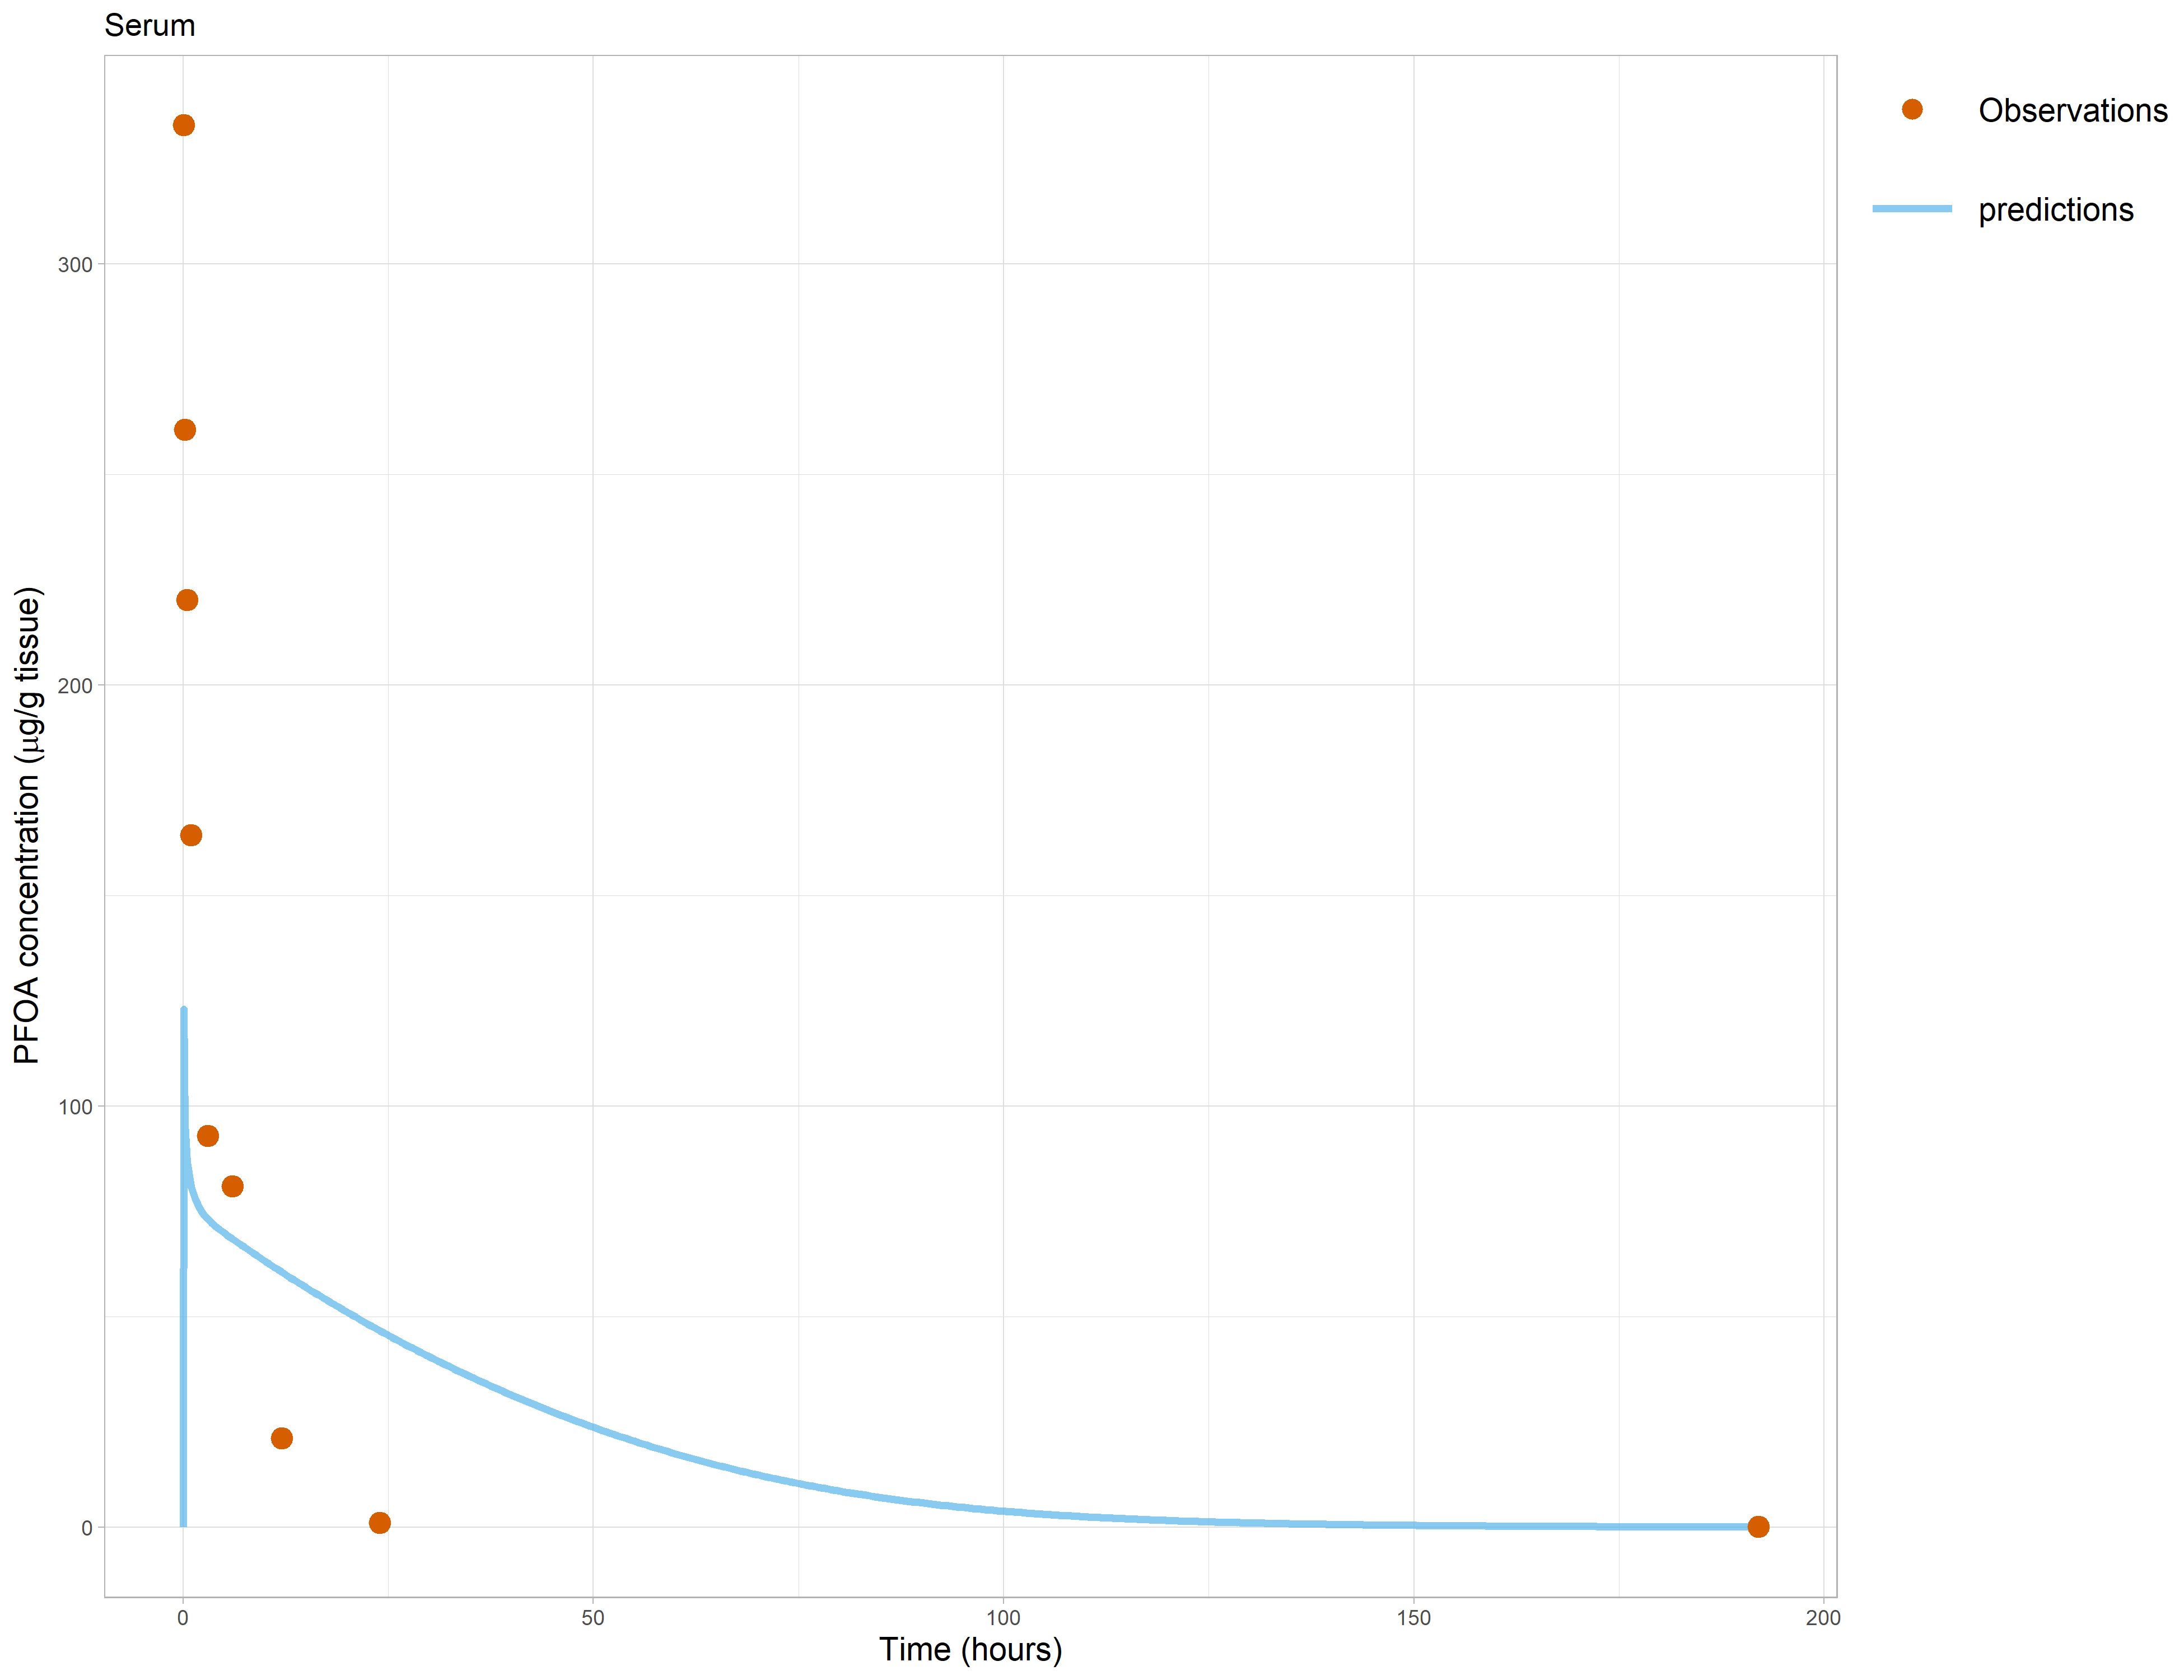 Serum
Observations
predictions
PFOA concentration (μg/g tissue)
300
200
100
0
0
50
100
150
200
Time (hours)